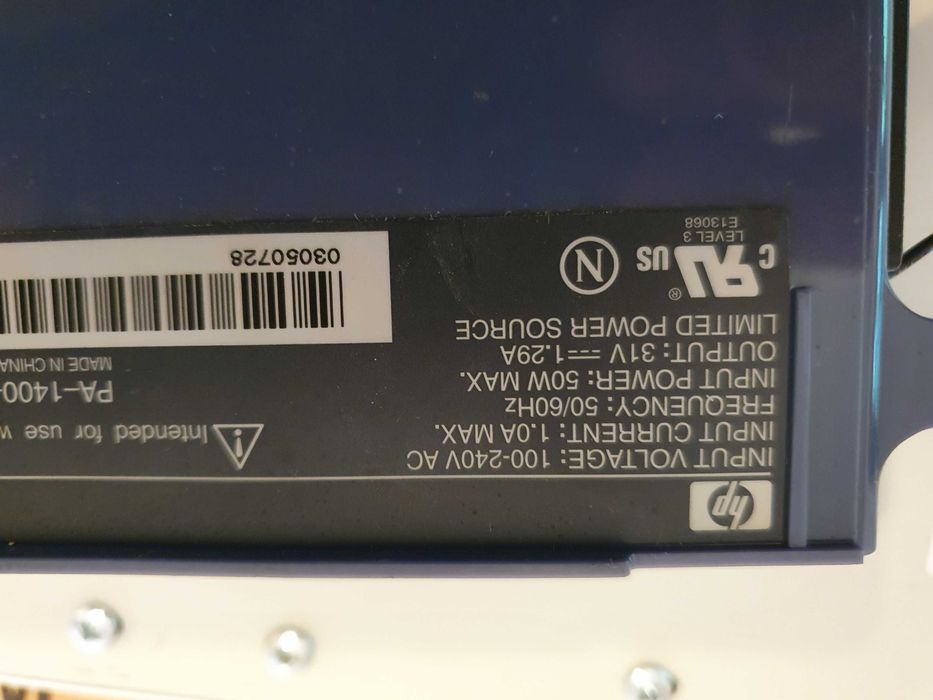 hp
INPUT VOLTAGE: 100-240V AC
INPUT CURRENT: 1.0A MAX.
FREQUENCY: 50/60Hz
INPUT POWER: 50W MAX.
OUTPUT: 31V ⎓ 1.29A
LIMITED POWER SOURCE
C UL ® US
LEVEL 3
E13068
N
Intended for use
PA-1400
MADE IN CHINA
03050728